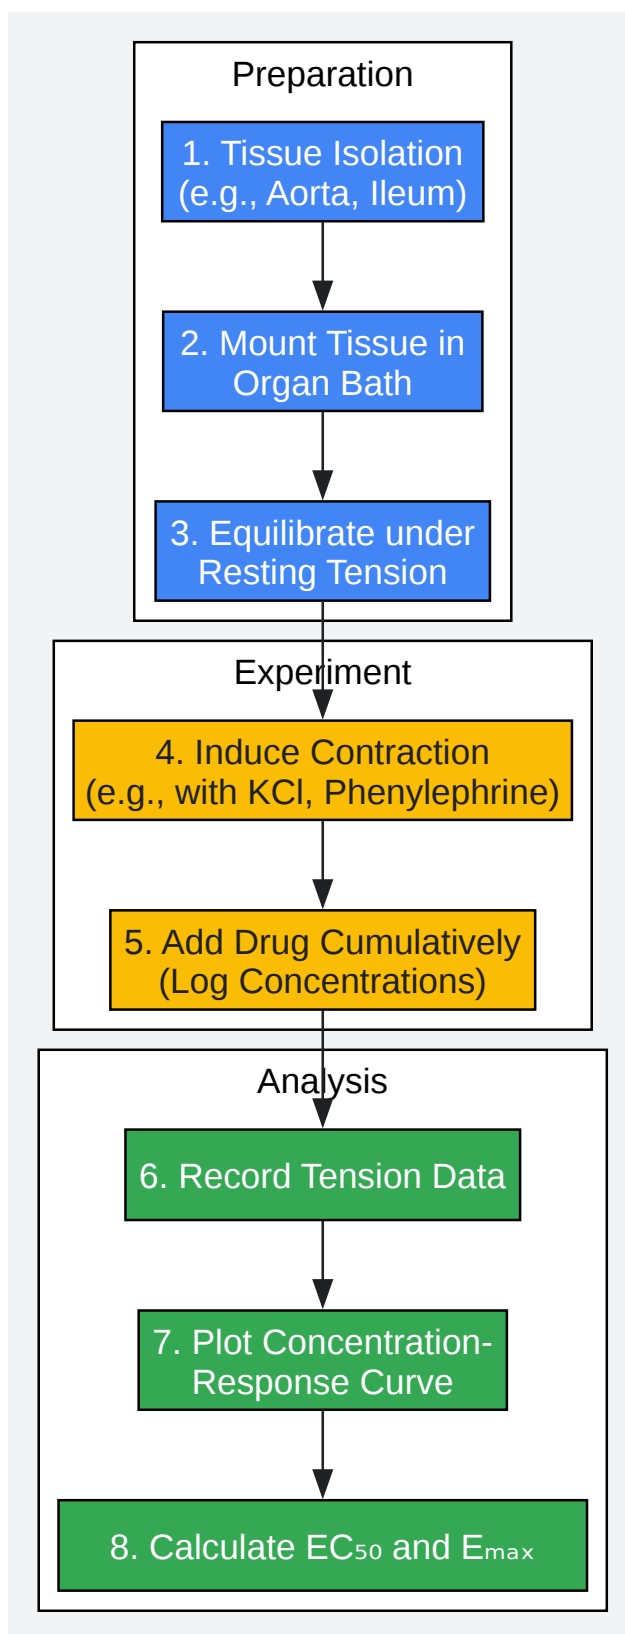 Preparation
1. Tissue Isolation
(e.g., Aorta, Ileum)
2. Mount Tissue in
Organ Bath
3. Equilibrate under
Resting Tension
Experiment
4. Induce Contraction
(e.g., with KCl, Phenylephrine)
5. Add Drug Cumulatively
(Log Concentrations)
Analysis
6. Record Tension Data
7. Plot Concentration-
Response Curve
8. Calculate EC₅₀ and Eₘₐₓ